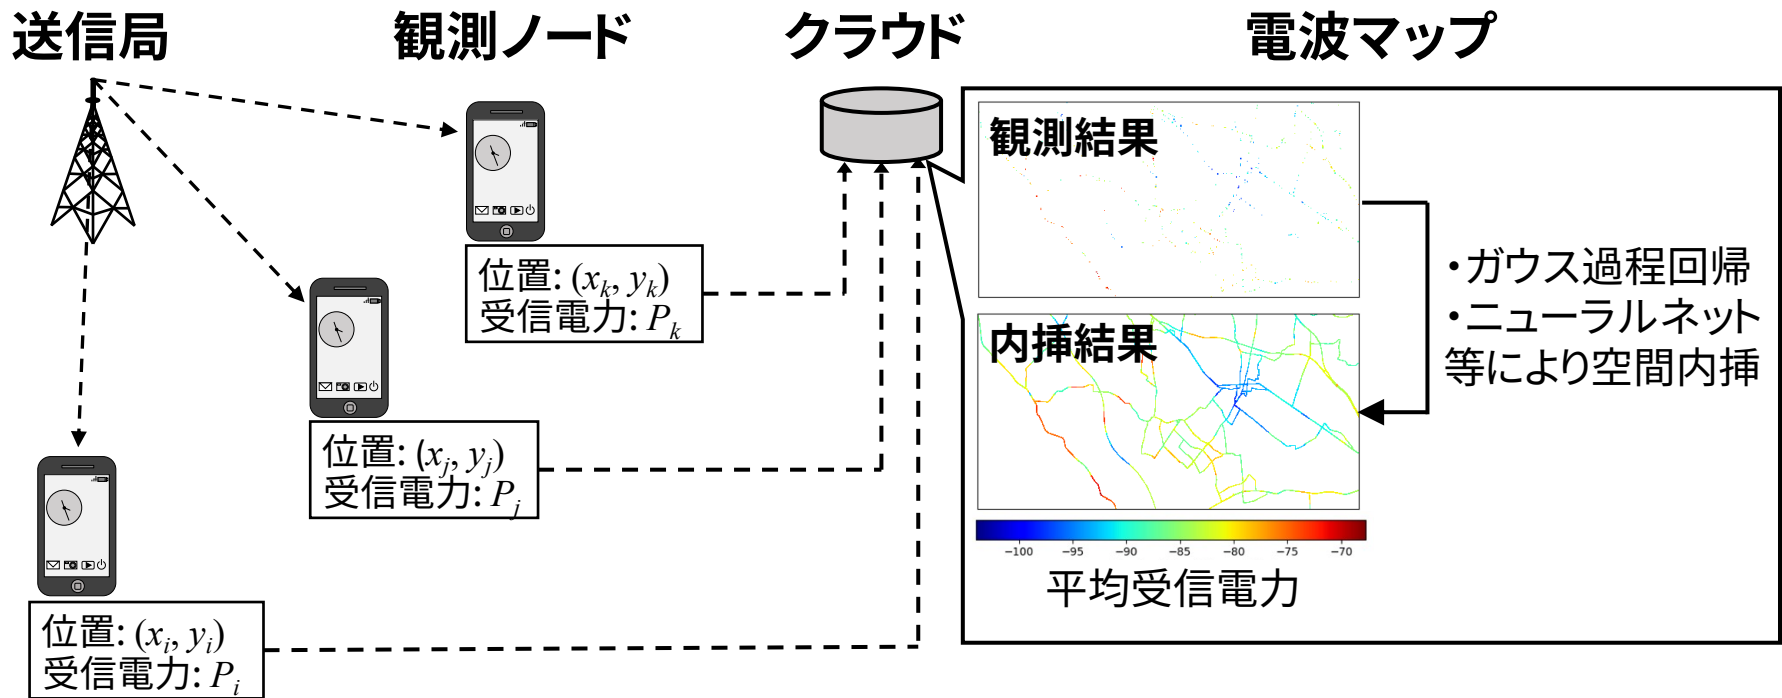 送信局
観測ノード
クラウド
電波マップ
観測結果
位置: (xk, yk)
受信電力: Pk
・ガウス過程回帰
・ニューラルネット
等により空間内挿
内挿結果
位置: (xj, yj)
受信電力: Pj
−100 −95 −90 −85 −80 −75 −70
平均受信電力
位置: (xi, yi)
受信電力: Pi